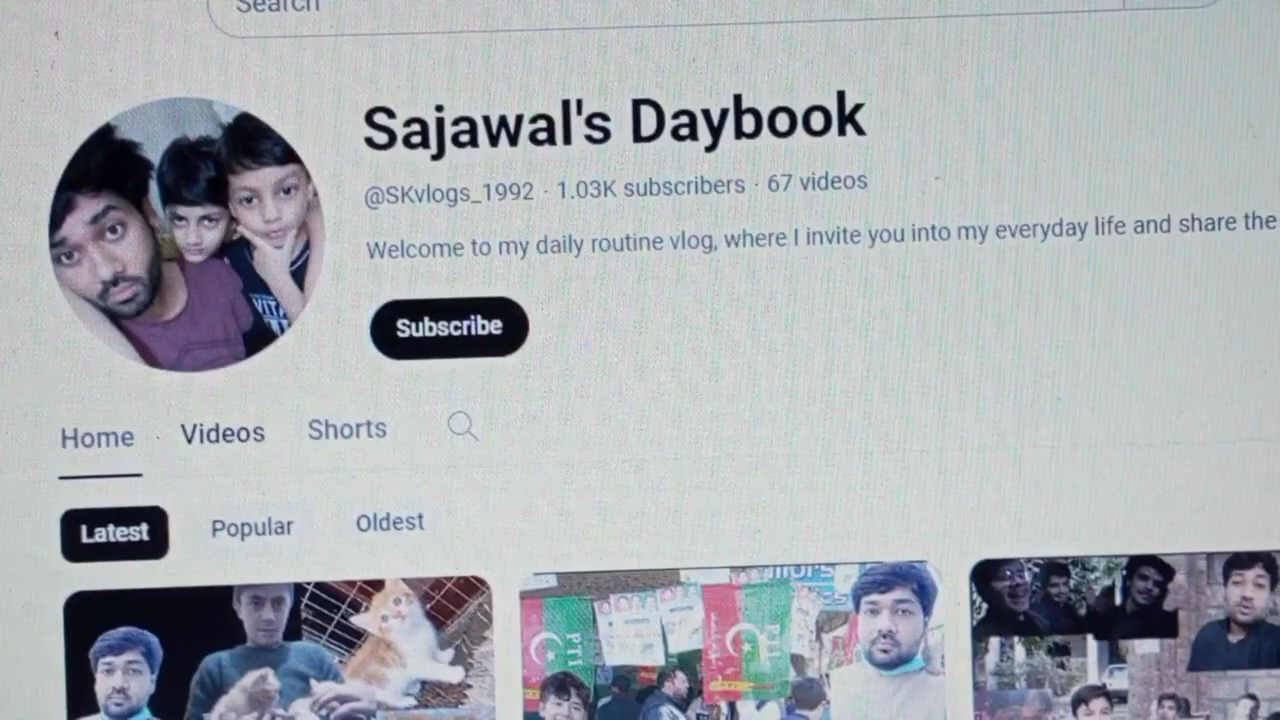 Search
Sajawal's Daybook
@SKvlogs_1992 · 1.03K subscribers · 67 videos
Welcome to my daily routine vlog, where I invite you into my everyday life and share the
Subscribe
Home · Videos Shorts
Latest Popular Oldest
PTI